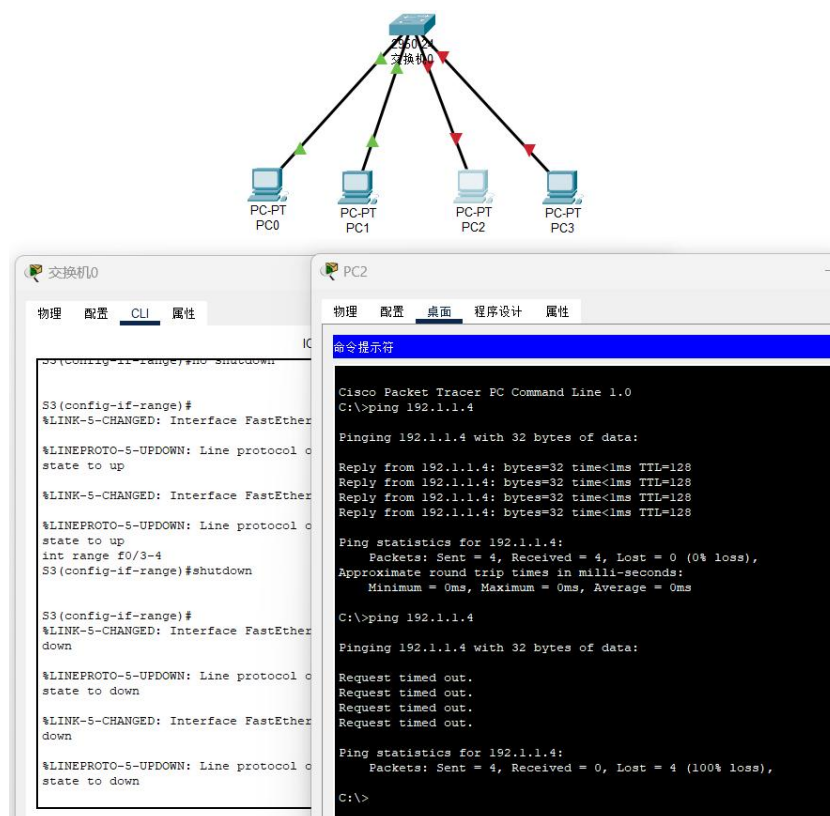 2950-24
交换机0
PC-PT
PC0
PC-PT
PC1
PC-PT
PC2
PC-PT
PC3
交换机0
物理 配置 CLI 属性
IO
S3(config-if-range)#no shutdown
S3(config-if-range)#
%LINK-5-CHANGED: Interface FastEther
%LINEPROTO-5-UPDOWN: Line protocol o
state to up
%LINK-5-CHANGED: Interface FastEther
%LINEPROTO-5-UPDOWN: Line protocol o
state to up
int range f0/3-4
S3(config-if-range)#shutdown
S3(config-if-range)#
%LINK-5-CHANGED: Interface FastEther
down
%LINEPROTO-5-UPDOWN: Line protocol o
state to down
%LINK-5-CHANGED: Interface FastEther
down
%LINEPROTO-5-UPDOWN: Line protocol o
state to down
PC2
物理 配置 桌面 程序设计 属性
命令提示符
Cisco Packet Tracer PC Command Line 1.0
C:\>ping 192.1.1.4
Pinging 192.1.1.4 with 32 bytes of data:
Reply from 192.1.1.4: bytes=32 time<1ms TTL=128
Reply from 192.1.1.4: bytes=32 time<1ms TTL=128
Reply from 192.1.1.4: bytes=32 time<1ms TTL=128
Reply from 192.1.1.4: bytes=32 time<1ms TTL=128
Ping statistics for 192.1.1.4:
Packets: Sent = 4, Received = 4, Lost = 0 (0% loss),
Approximate round trip times in milli-seconds:
Minimum = 0ms, Maximum = 0ms, Average = 0ms
C:\>ping 192.1.1.4
Pinging 192.1.1.4 with 32 bytes of data:
Request timed out.
Request timed out.
Request timed out.
Request timed out.
Ping statistics for 192.1.1.4:
Packets: Sent = 4, Received = 0, Lost = 4 (100% loss),
C:\>